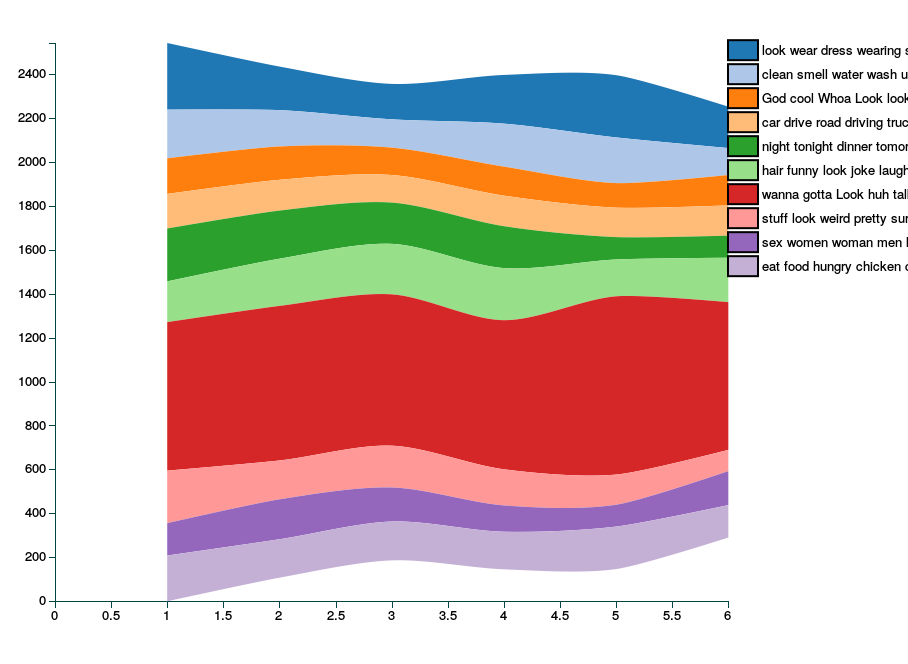 2400
2200
2000
1800
1600
1400
1200
1000
800
600
400
200
0
0 0.5 1 1.5 2 2.5 3 3.5 4 4.5 5 5.5 6
look wear dress wearing
clean smell water wash
God cool Whoa Look look
car drive road driving
night tonight dinner
hair funny look joke
wanna gotta Look huh
stuff look weird pretty
sex women woman men
eat food hungry chicken